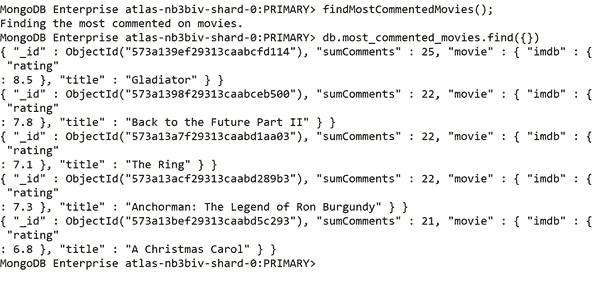 MongoDB Enterprise atlas-nb3biv-shard-0:PRIMARY> findMostCommentedMovies();
Finding the most commented on movies.
MongoDB Enterprise atlas-nb3biv-shard-0:PRIMARY> db.most_commented_movies.find({})
{ "_id" : ObjectId("573a139ef29313caabcfd114"), "sumComments" : 25, "movie" : { "imdb" : {
"rating"
: 8.5 }, "title" : "Gladiator" } }
{ "_id" : ObjectId("573a1398f29313caabceb500"), "sumComments" : 22, "movie" : { "imdb" : {
"rating"
: 7.8 }, "title" : "Back to the Future Part II" } }
{ "_id" : ObjectId("573a13a7f29313caabd1aa03"), "sumComments" : 22, "movie" : { "imdb" : {
"rating"
: 7.1 }, "title" : "The Ring" } }
{ "_id" : ObjectId("573a13acf29313caabd289b3"), "sumComments" : 22, "movie" : { "imdb" : {
"rating"
: 7.3 }, "title" : "Anchorman: The Legend of Ron Burgundy" } }
{ "_id" : ObjectId("573a13bef29313caabd5c293"), "sumComments" : 21, "movie" : { "imdb" : {
"rating"
: 6.8 }, "title" : "A Christmas Carol" } }
MongoDB Enterprise atlas-nb3biv-shard-0:PRIMARY>